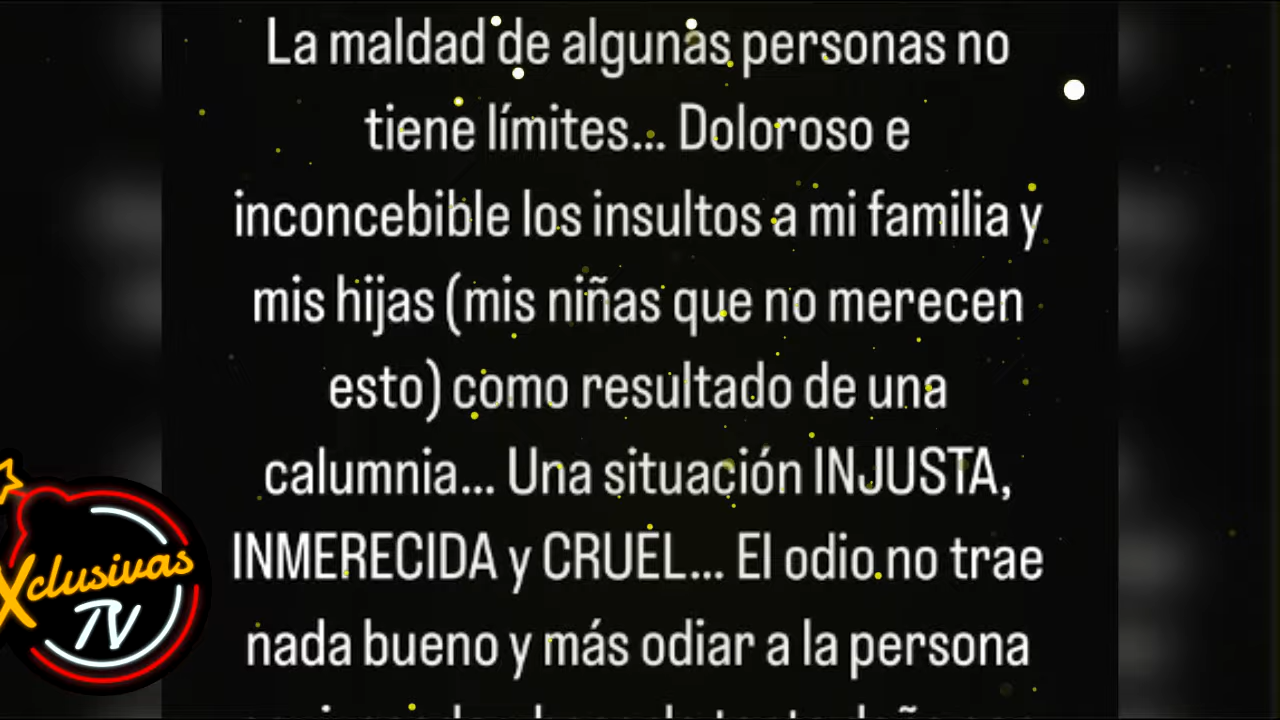 La maldad de algunas personas no
tiene límites... Doloroso e
inconcebible los insultos a mi familia y
mis hijas (mis niñas que no merecen
esto) como resultado de una
calumnia... Una situación INJUSTA,
INMERECIDA y CRUEL... El odio no trae
nada bueno y más odiar a la persona
Xclusivas
TV